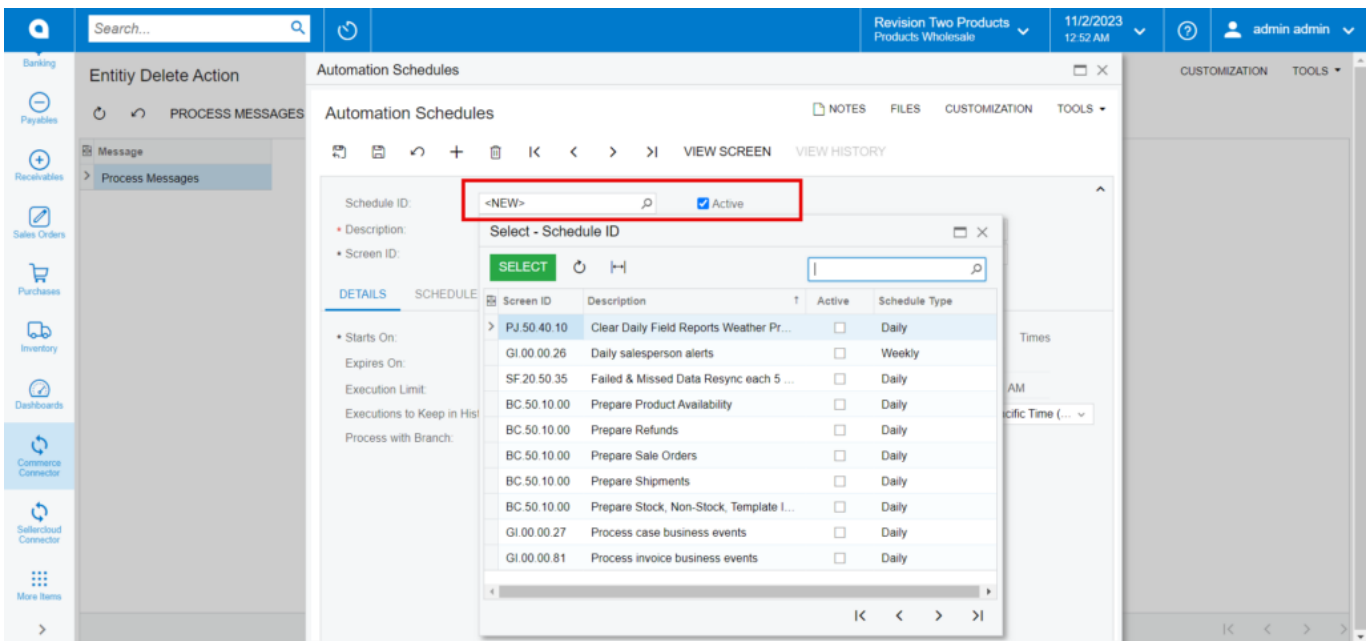 Search...
Revision Two Products
Products Wholesale
11/2/2023
12:52 AM
admin admin
Banking
Payables
Receivables
Sales Orders
Purchases
Inventory
Dashboards
Commerce
Connector
Sellercloud
Connector
More Items
Entitiy Delete Action
PROCESS MESSAGES
Message
Process Messages
CUSTOMIZATION TOOLS
Automation Schedules
Automation Schedules
NOTES FILES CUSTOMIZATION TOOLS
VIEW SCREEN VIEW HISTORY
Schedule ID: <NEW> Active
Description:
Screen ID:
DETAILS SCHEDULE
Starts On:
Expires On:
Execution Limit:
Executions to Keep in Hist
Process with Branch:
Times
AM
cific Time (...
Select - Schedule ID
SELECT
Screen ID Description Active Schedule Type
PJ.50.40.10 Clear Daily Field Reports Weather Pr... Daily
GI.00.00.26 Daily salesperson alerts Weekly
SF.20.50.35 Failed & Missed Data Resync each 5 ... Daily
BC.50.10.00 Prepare Product Availability Daily
BC.50.10.00 Prepare Refunds Daily
BC.50.10.00 Prepare Sale Orders Daily
BC.50.10.00 Prepare Shipments Daily
BC.50.10.00 Prepare Stock, Non-Stock, Template I... Daily
GI.00.00.27 Process case business events Daily
GI.00.00.81 Process invoice business events Daily